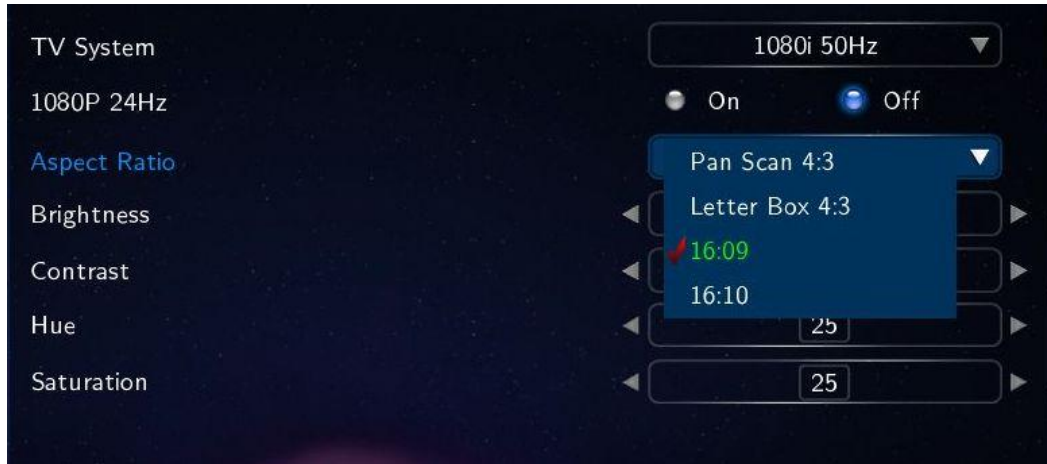 TV System 1080i 50Hz
1080P 24Hz On Off
Aspect Ratio Pan Scan 4:3
Letter Box 4:3
Brightness
16:09
Contrast
16:10
Hue 25
Saturation 25